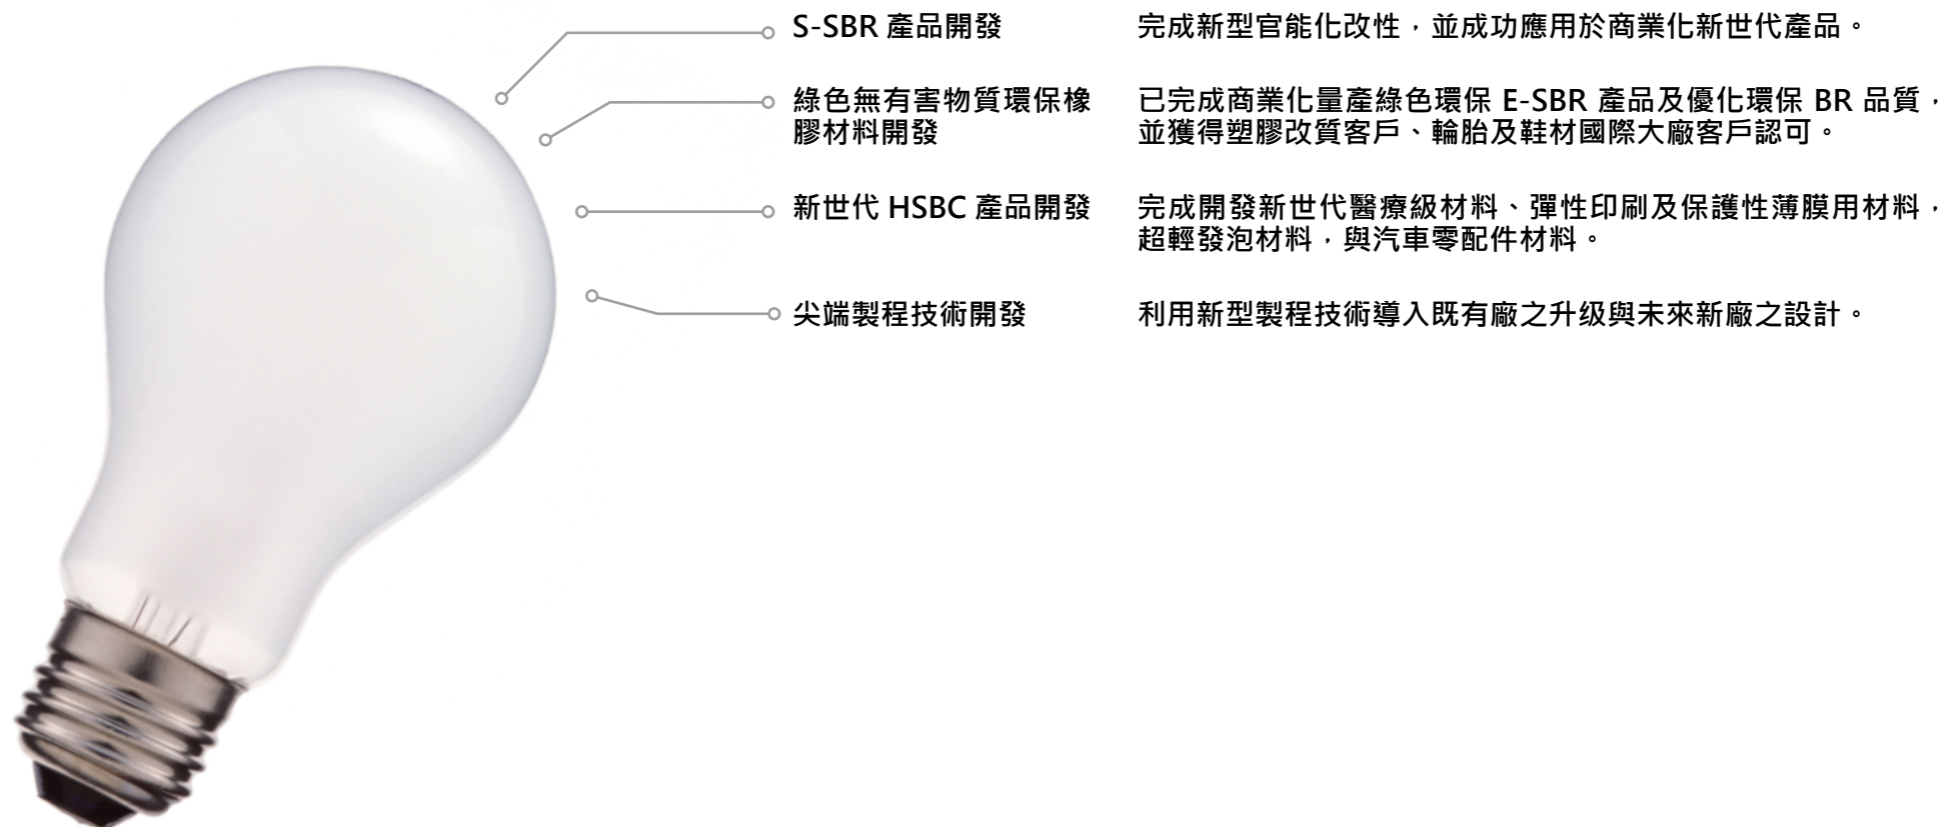 S-SBR 產品開發
完成新型官能化改性，並成功應用於商業化新世代產品。
綠色無有害物質環保橡
膠材料開發
已完成商業化量產綠色環保 E-SBR 產品及優化環保 BR 品質，
並獲得塑膠改質客戶、輪胎及鞋材國際大廠客戶認可。
新世代 HSBC 產品開發
完成開發新世代醫療級材料、彈性印刷及保護性薄膜用材料，
超輕發泡材料，與汽車零配件材料。
尖端製程技術開發
利用新型製程技術導入既有廠之升级與未來新廠之設計。